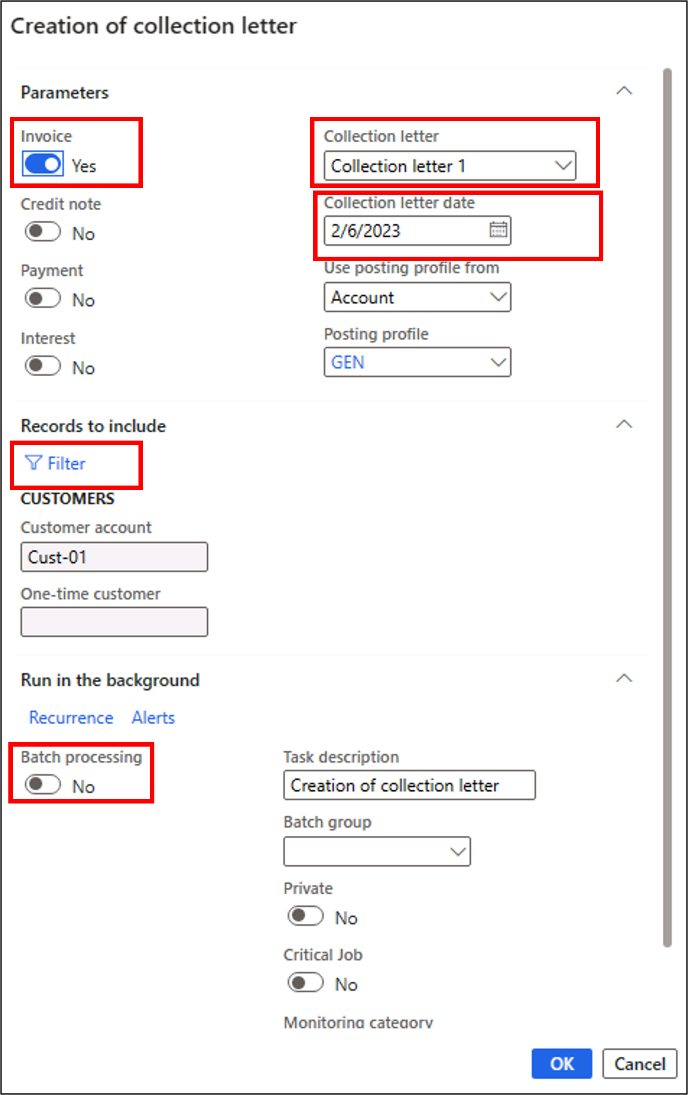 Creation of collection letter
Parameters
Invoice
Yes
Collection letter
Collection letter 1
Credit note
No
Collection letter date
2/6/2023
Payment
No
Use posting profile from
Account
Interest
No
Posting profile
GEN
Records to include
Filter
CUSTOMERS
Customer account
Cust-01
One-time customer
Run in the background
Recurrence Alerts
Batch processing
No
Task description
Creation of collection letter
Batch group
Private
No
Critical Job
No
Monitoring category
OK Cancel